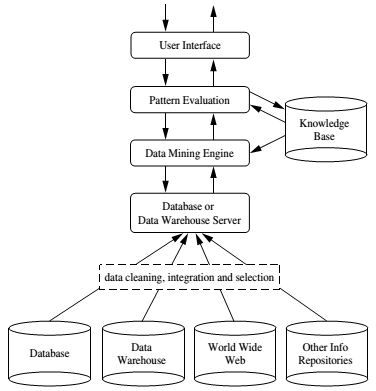 User Interface
Pattern Evaluation
Knowledge
Base
Data Mining Engine
Database or
Data Warehouse Server
data cleaning, integration and selection
Database
Data
Warehouse
World Wide
Web
Other Info
Repositories